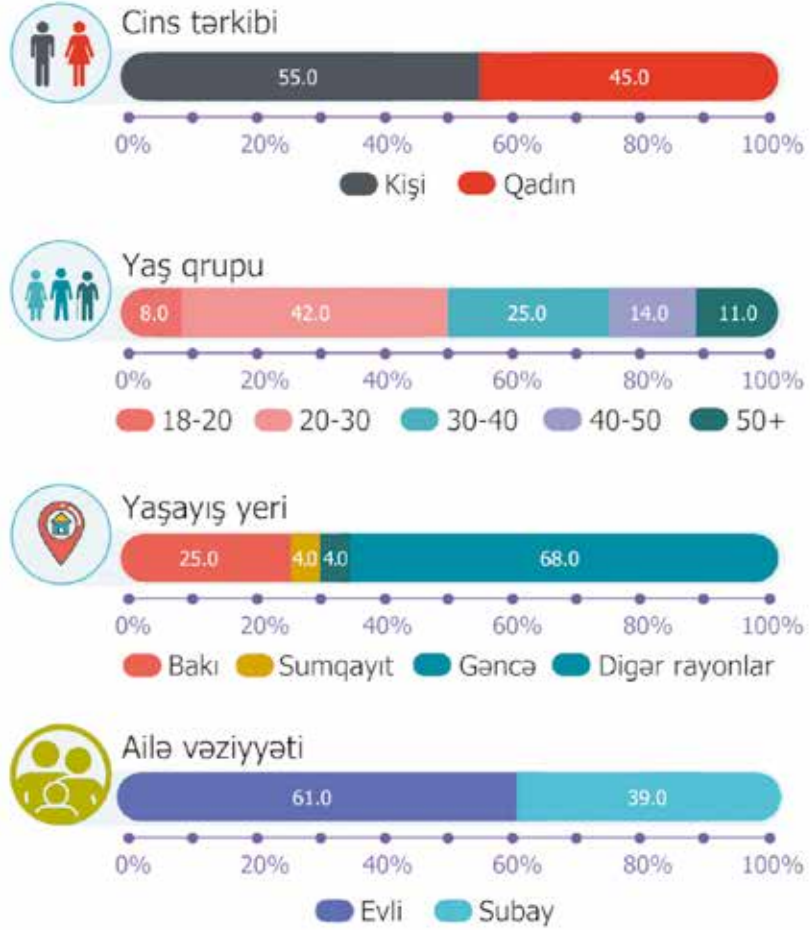 Cins tərkibi
55.0 45.0
0% 20% 40% 60% 80% 100%
Kişi Qadın
Yaş qrupu
8.0 42.0 25.0 14.0 11.0
0% 20% 40% 60% 80% 100%
18-20 20-30 30-40 40-50 50+
Yaşayış yeri
25.0 4.0 4.0 68.0
0% 20% 40% 60% 80% 100%
Bakı Sumqayıt Gəncə Digər rayonlar
Ailə vəziyyəti
61.0 39.0
0% 20% 40% 60% 80% 100%
Evli Subay